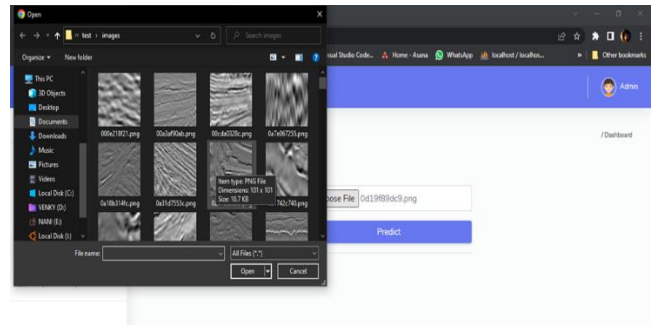 Open
« test › images
Search images
Organize
New folder
ual Studio Code...
Home - Asana
WhatsApp
localhost / localhos...
Other bookmarks
This PC
3D Objects
Desktop
Documents
Downloads
Music
Pictures
Videos
Local Disk (C:)
VENKY (D:)
NANI (E:)
Local Disk (I:)
000e218f21.png
00a3af90ab.png
00cda0328c.png
0a7e067255.png
0a18b314fc.png
0a31d7553c.png
742c740.png
Item type: PNG File
Dimensions: 101 x 101
Size: 10.7 KB
File name:
All Files (*.*)
Open
Cancel
Admin
/ Dashboard
oose File
0d19f89dc9.png
Predict